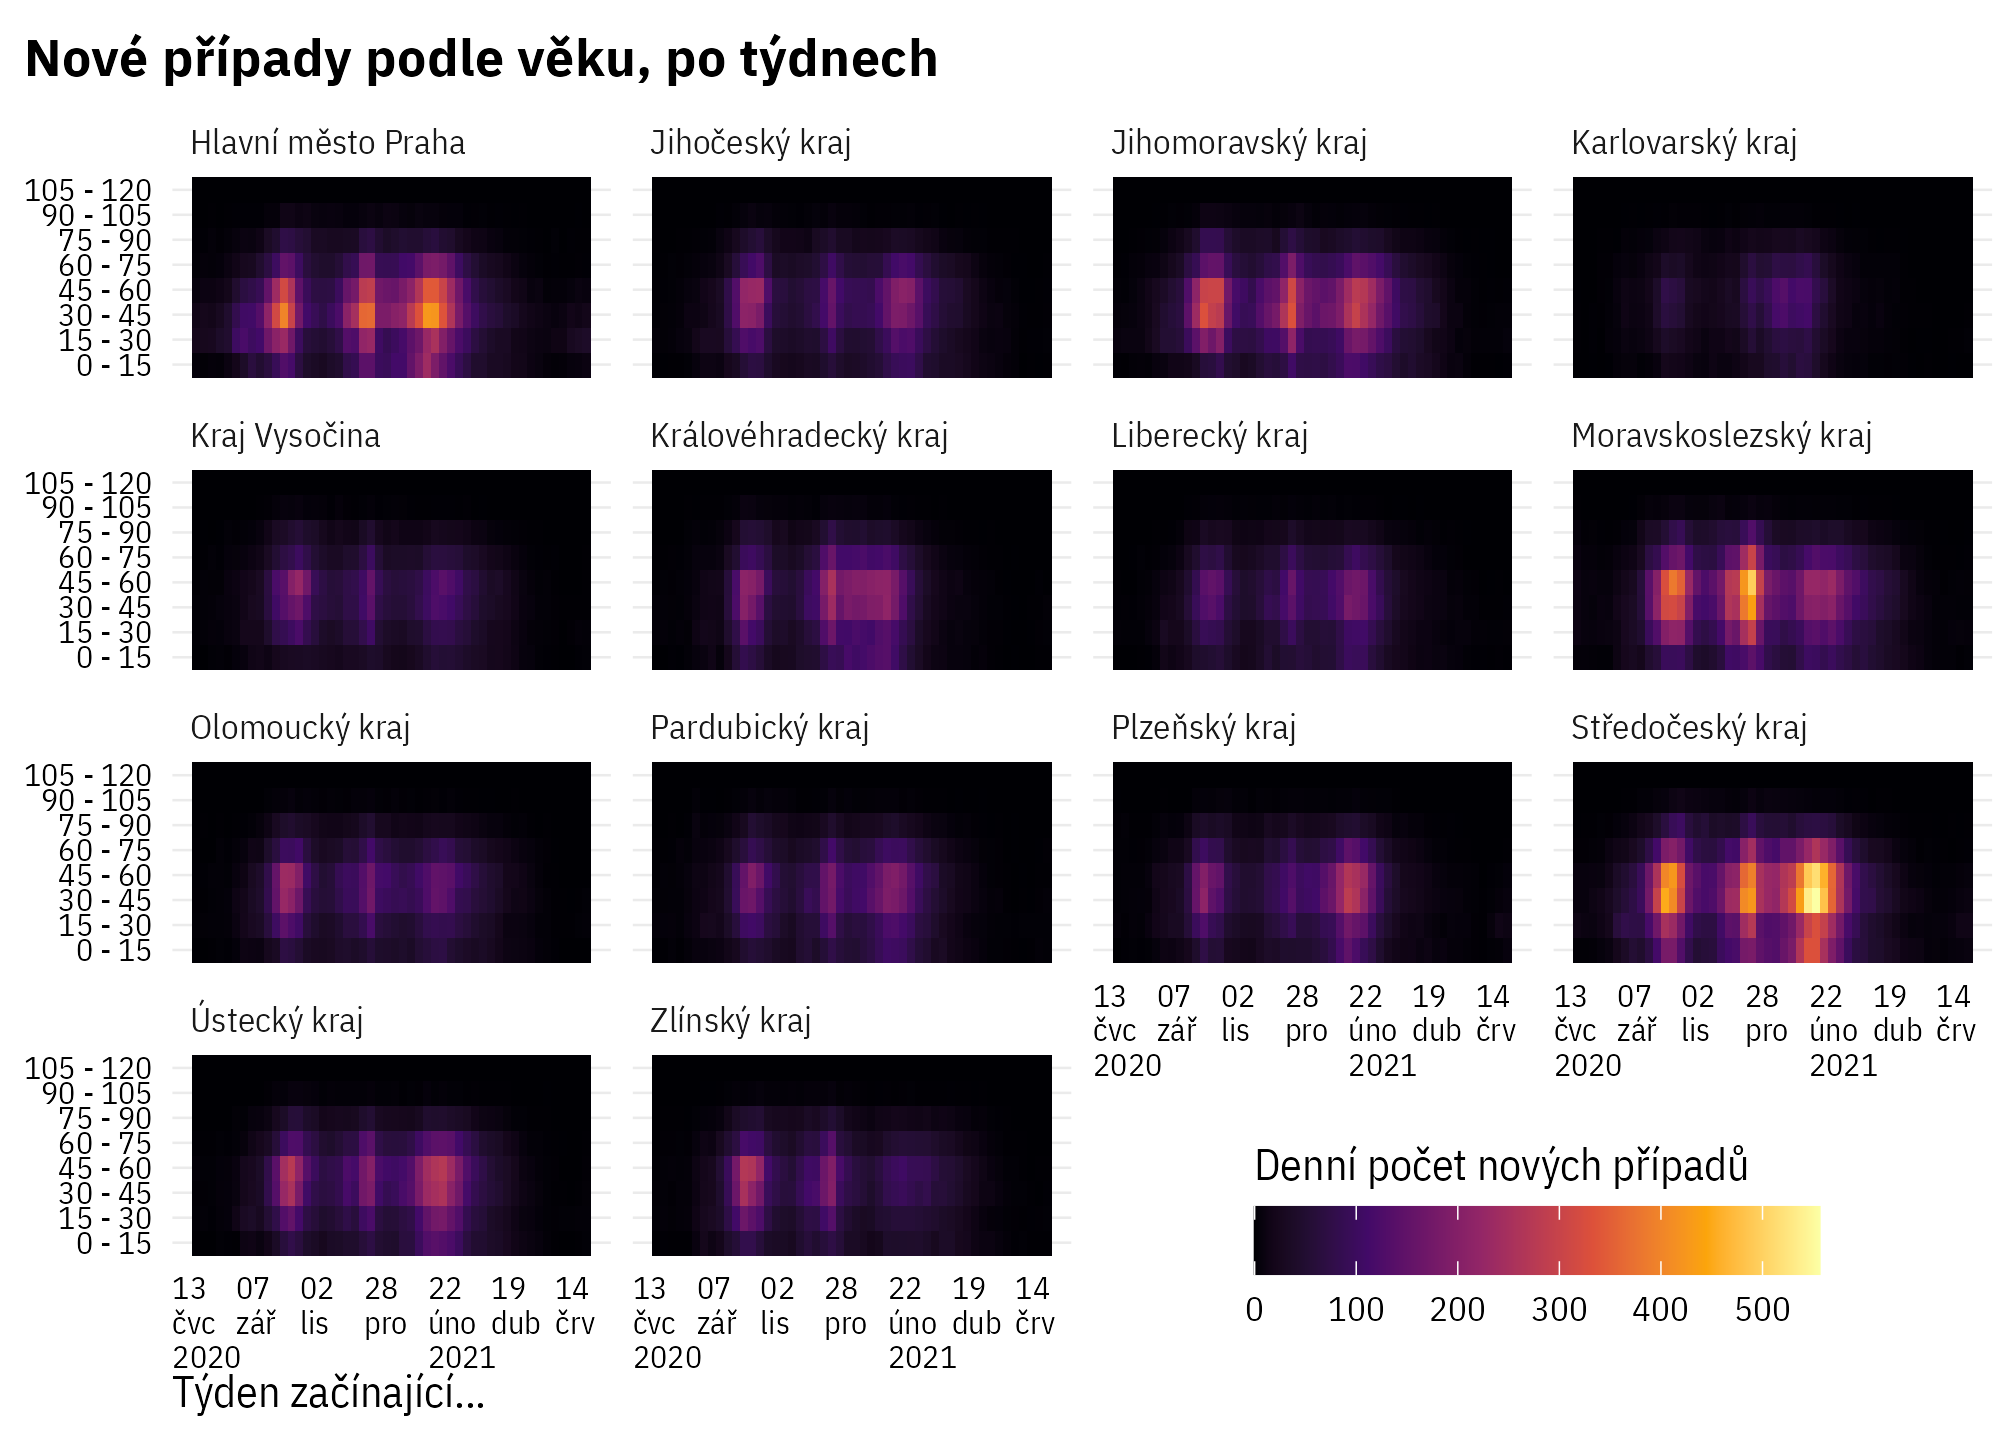 Nové případy podle věku, po týdnech
Hlavní město Praha
Jihočeský kraj
Jihomoravský kraj
Karlovarský kraj
105 - 120
90 - 105
75 - 90
60 - 75
45 - 60
30 - 45
15 - 30
0 - 15
Kraj Vysočina
Královéhradecký kraj
Liberecký kraj
Moravskoslezský kraj
105 - 120
90 - 105
75 - 90
60 - 75
45 - 60
30 - 45
15 - 30
0 - 15
Olomoucký kraj
Pardubický kraj
Plzeňský kraj
Středočeský kraj
105 - 120
90 - 105
75 - 90
60 - 75
45 - 60
30 - 45
15 - 30
0 - 15
13 07 02 28 22 19 14
čvc zář lis pro úno dub črv
2020 2021
13 07 02 28 22 19 14
čvc zář lis pro úno dub črv
2020 2021
Ústecký kraj
Zlínský kraj
105 - 120
90 - 105
75 - 90
60 - 75
45 - 60
30 - 45
15 - 30
0 - 15
13 07 02 28 22 19 14
čvc zář lis pro úno dub črv
2020 2021
13 07 02 28 22 19 14
čvc zář lis pro úno dub črv
2020 2021
Týden začínající...
Denní počet nových případů
0 100 200 300 400 500